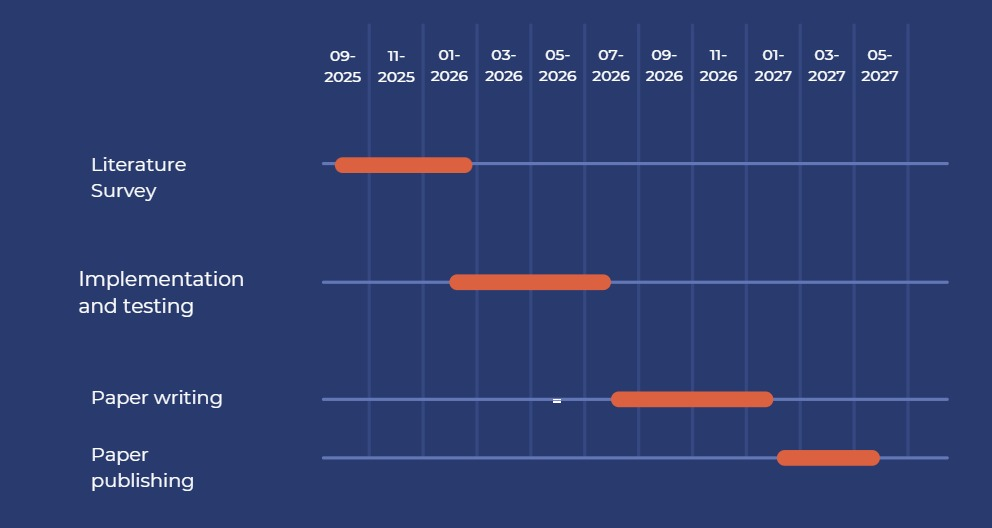 09- 11- 01- 03- 05- 07- 09- 11- 01- 03- 05-
2025 2025 2026 2026 2026 2026 2026 2026 2027 2027 2027
Literature
Survey
Implementation
and testing
Paper writing
=
Paper
publishing